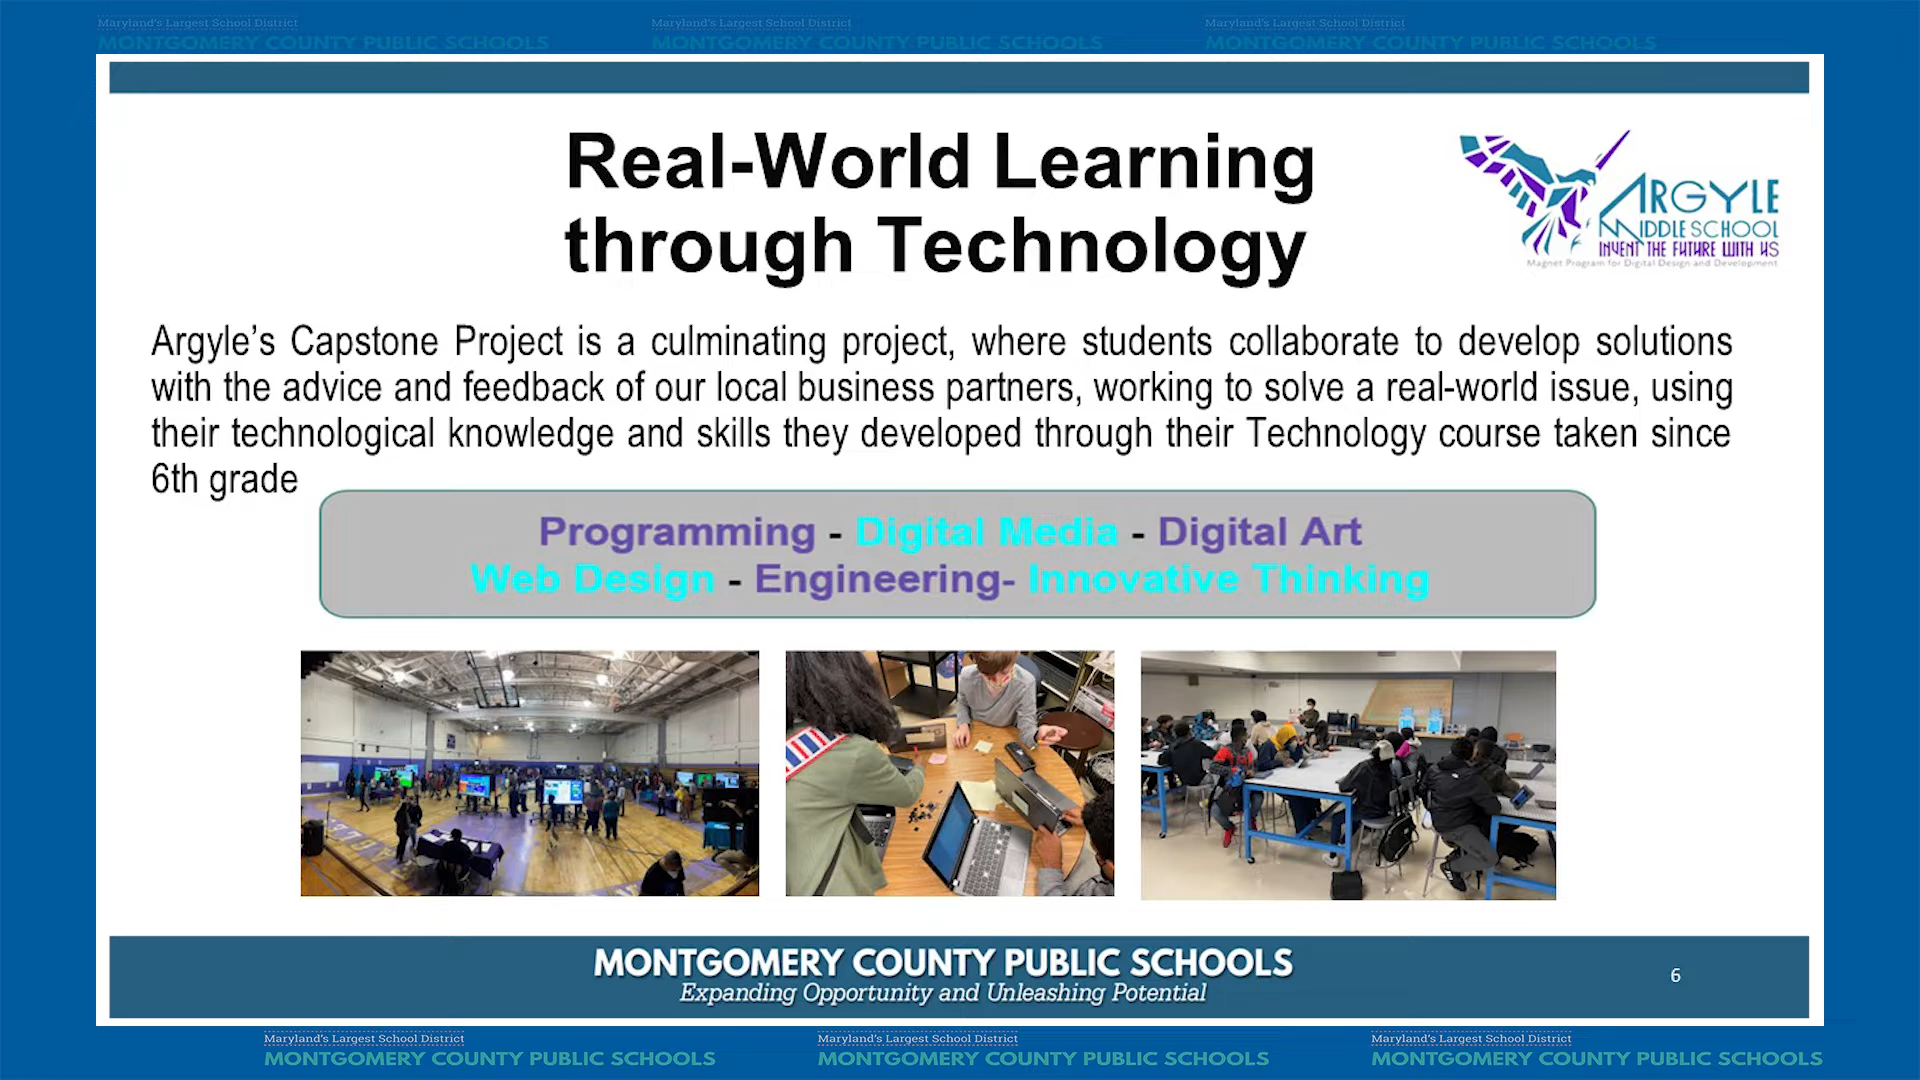 Maryland's Largest School District Maryland's Largest School District Maryland's Largest School District
MONTGOMERY COUNTY PUBLIC SCHOOLS MONTGOMERY COUNTY PUBLIC SCHOOLS MONTGOMERY COUNTY PUBLIC SCHOOLS
Real-World Learning
through Technology
ARGYLE
MIDDLE SCHOOL
INVENT THE FUTURE WITH US
Magnet Program for Digital Design and Development
Argyle's Capstone Project is a culminating project, where students collaborate to develop solutions
with the advice and feedback of our local business partners, working to solve a real-world issue, using
their technological knowledge and skills they developed through their Technology course taken since
6th grade
Programming - Digital Media - Digital Art
Web Design - Engineering- Innovative Thinking
MONTGOMERY COUNTY PUBLIC SCHOOLS
Expanding Opportunity and Unleashing Potential
6
Maryland's Largest School District Maryland's Largest School District Maryland's Largest School District
MONTGOMERY COUNTY PUBLIC SCHOOLS MONTGOMERY COUNTY PUBLIC SCHOOLS MONTGOMERY COUNTY PUBLIC SCHOOLS